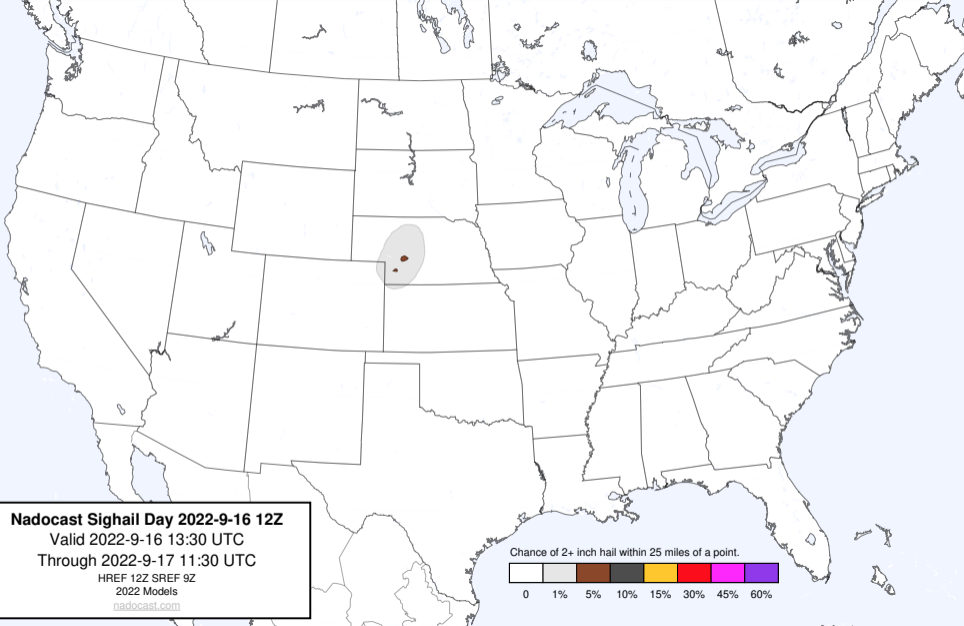 Nadocast Sighail Day 2022-9-16 12Z
Valid 2022-9-16 13:30 UTC
Through 2022-9-17 11:30 UTC
HREF 12Z SREF 9Z
2022 Models
nadocast.com
Chance of 2+ inch hail within 25 miles of a point.
0 1% 5% 10% 15% 30% 45% 60%